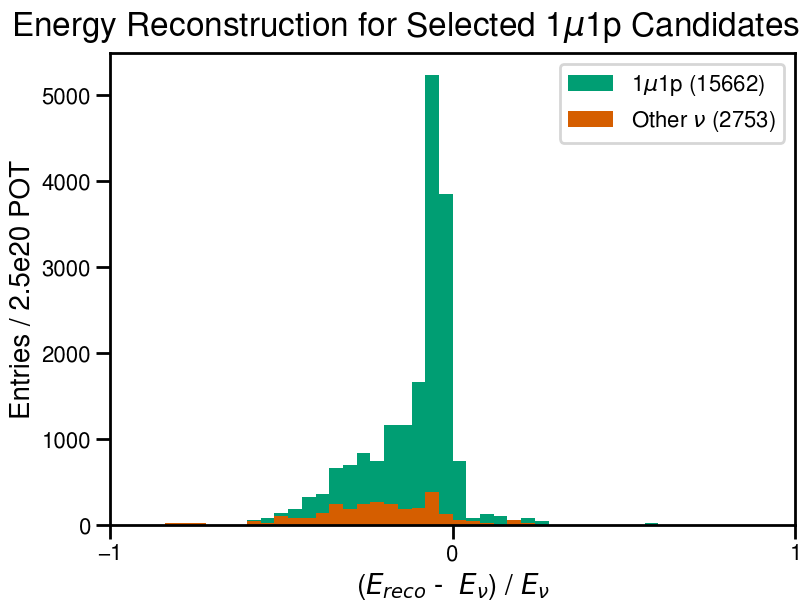 Energy Reconstruction for Selected 1μ1p Candidates
1μ1p (15662)
Other ν (2753)
Entries / 2.5e20 POT
5000
4000
3000
2000
1000
0
−1
0
1
(E_reco - E_ν) / E_ν